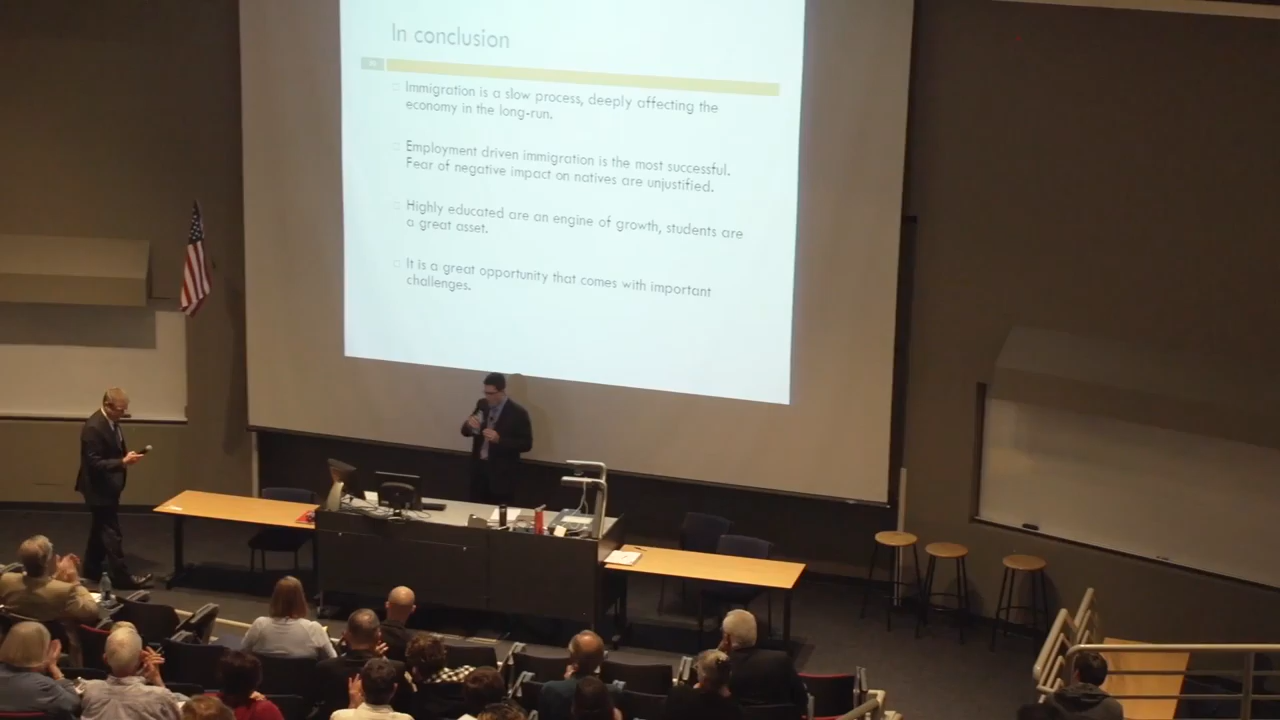 In conclusion
Immigration is a slow process, deeply affecting the
economy in the long-run.
Employment driven immigration is the most successful.
Fear of negative impact on natives are unjustified.
Highly educated are an engine of growth, students are
a great asset.
It is a great opportunity that comes with important
challenges.